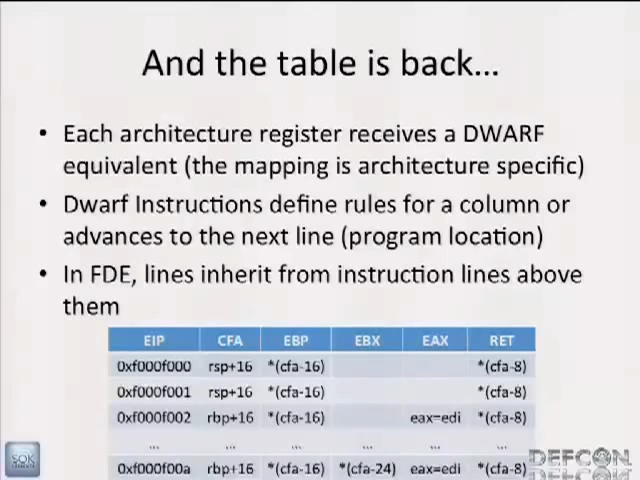 And the table is back...
• Each architecture register receives a DWARF
equivalent (the mapping is architecture specific)
• Dwarf Instructions define rules for a column or
advances to the next line (program location)
• In FDE, lines inherit from instruction lines above
them
EIP CFA EBP EBX EAX RET
0xf000f000 rsp+16 *(cfa-16) *(cfa-8)
0xf000f001 rsp+16 *(cfa-8)
0xf000f002 rbp+16 *(cfa-16) eax=edi *(cfa-8)
... ... ... ... ... ...
0xf000f00a rbp+16 *(cfa-16) *(cfa-24) eax=edi *(cfa-8)
SOK
DEFCON